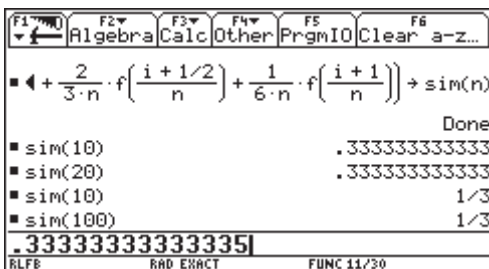 F1 F2 F3 F4 F5 F6
Algebra Calc Other PrgmIO Clear a-z…
+ 2/(3·n) · f((i + 1/2)/n) + 1/(6·n) · f((i + 1)/n)) → sim(n)
Done
sim(10) .333333333333
sim(20) .333333333333
sim(10) 1/3
sim(100) 1/3
.33333333333335
RLFB RAD EXACT FUNC 11/30